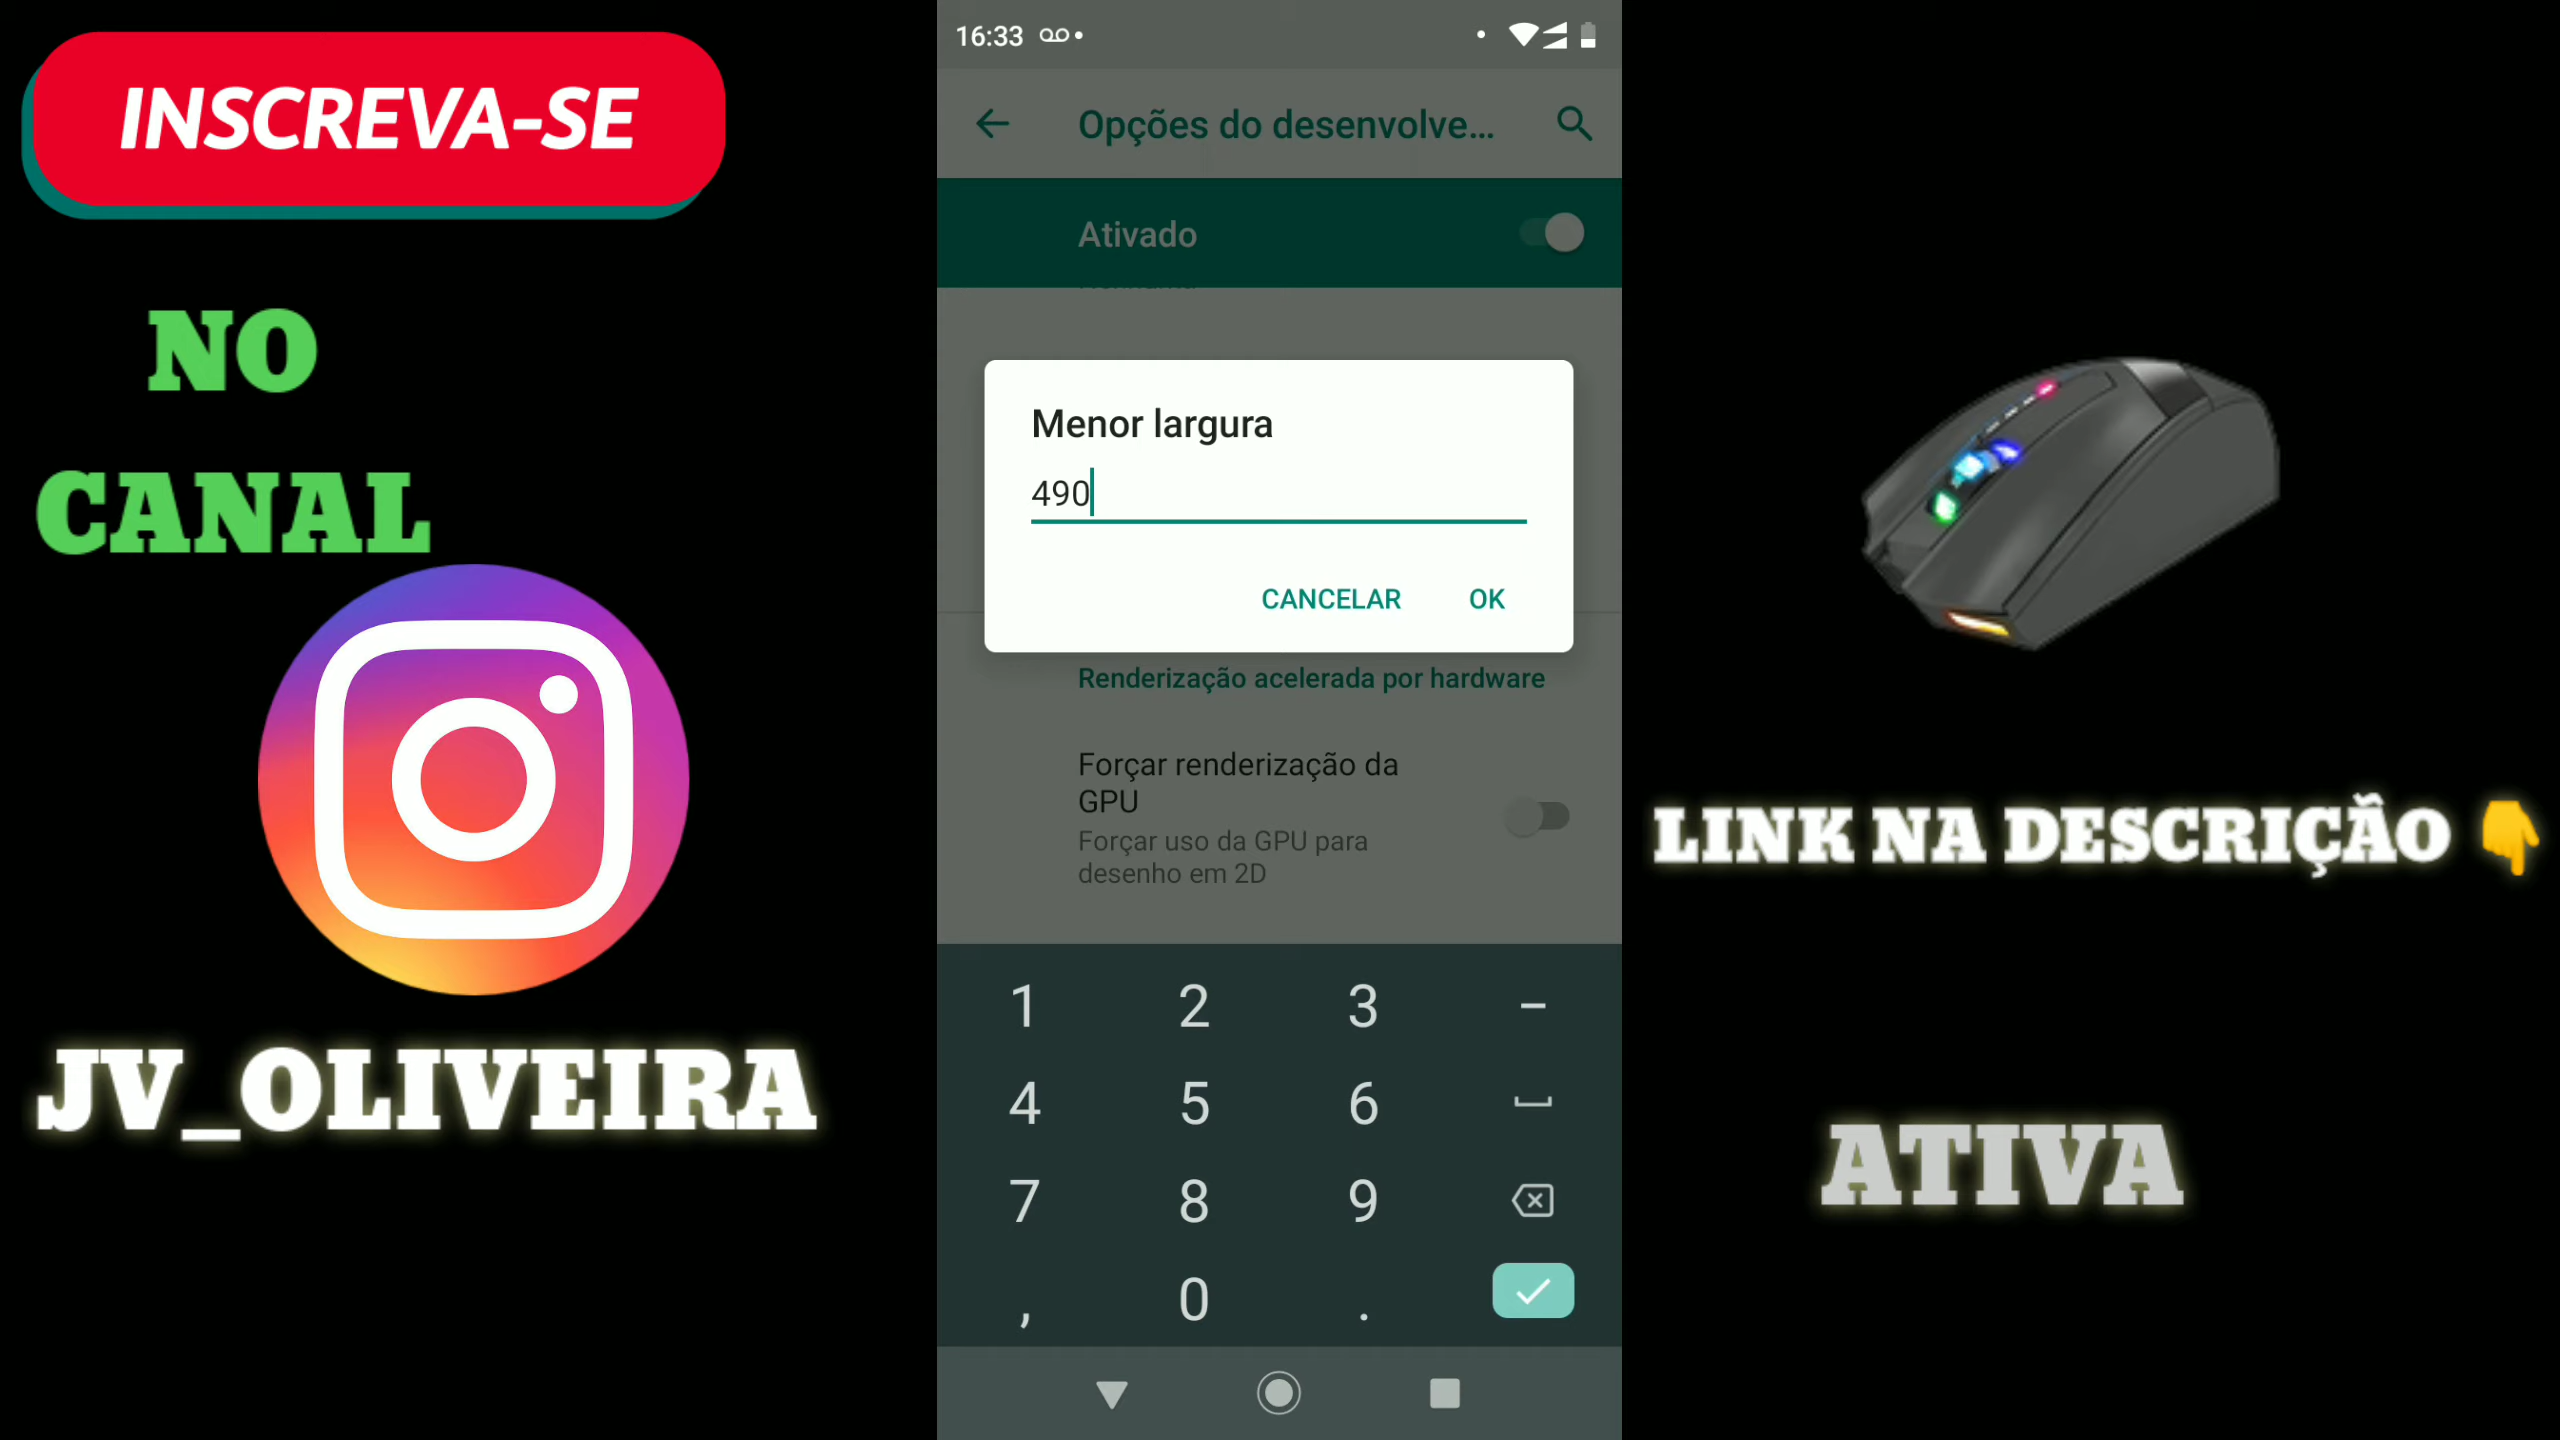 INSCREVA-SE
NO
CANAL
JV_OLIVEIRA
16:33
Opções do desenvolve...
Ativado
Menor largura
490
CANCELAR OK
Renderização acelerada por hardware
Forçar renderização da
GPU
Forçar uso da GPU para
desenho em 2D
1 2 3 -
4 5 6
7 8 9
, 0 .
LINK NA DESCRIÇÃO 👇
ATIVA